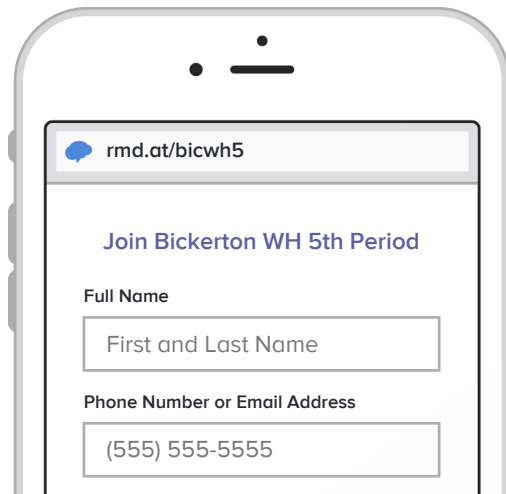 rmd.at/bicwh5
Join Bickerton WH 5th Period
Full Name
First and Last Name
Phone Number or Email Address
(555) 555-5555